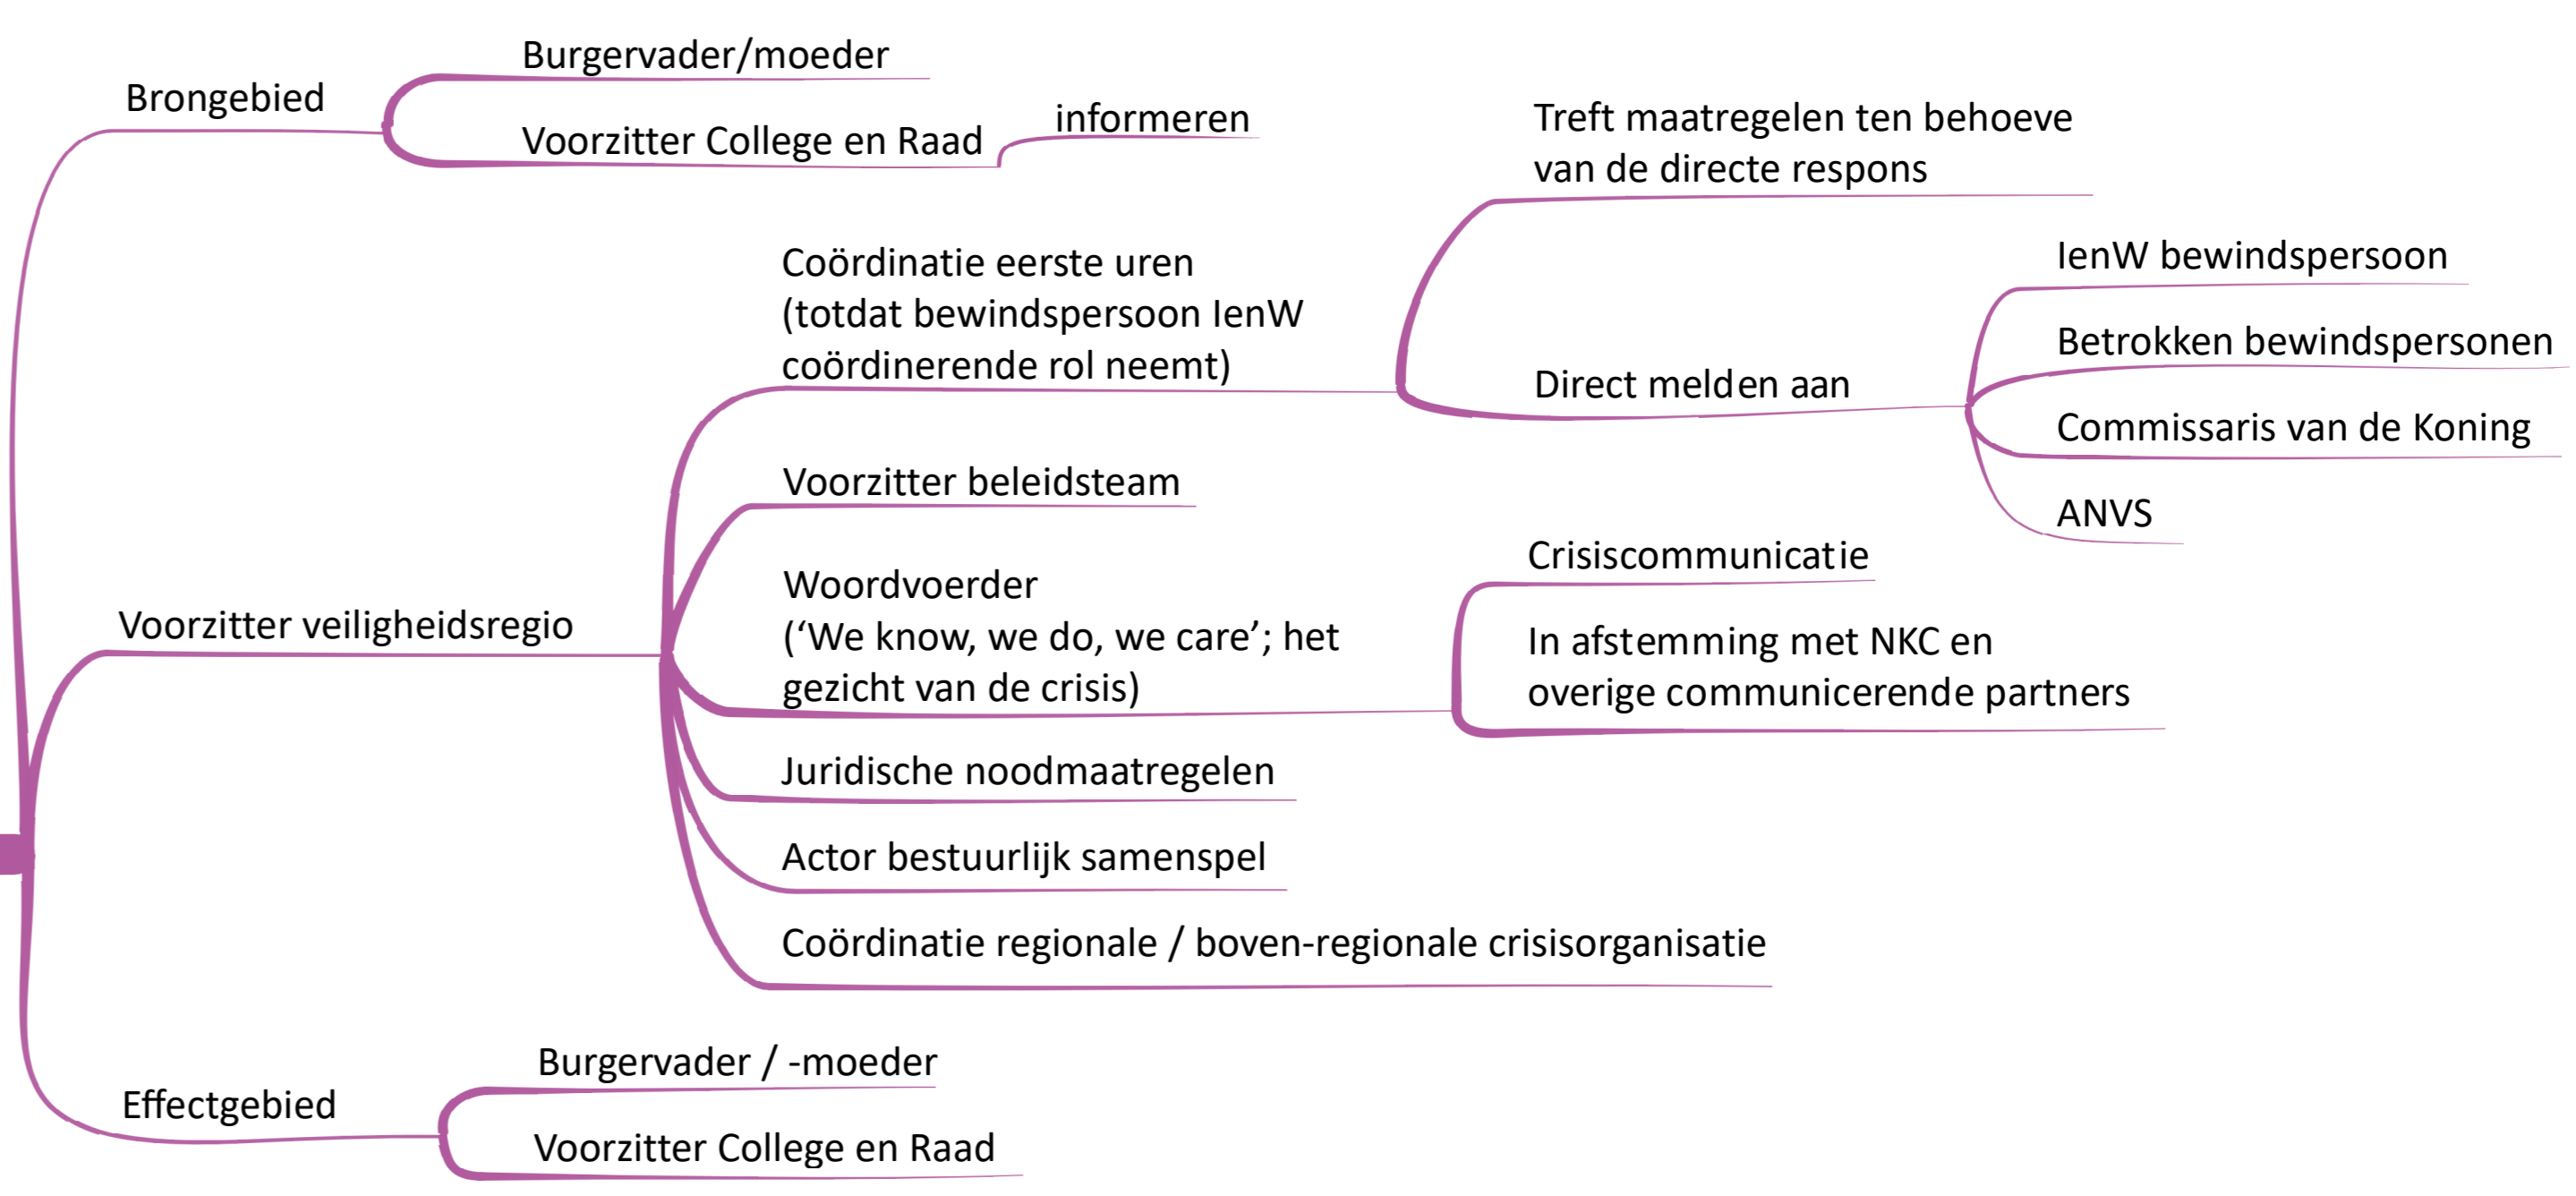 Brongebied
Burgervader/moeder
Voorzitter College en Raad
informeren
Voorzitter veiligheidsregio
Coördinatie eerste uren
(totdat bewindspersoon IenW
coördinerende rol neemt)
Treft maatregelen ten behoeve
van de directe respons
Direct melden aan
IenW bewindspersoon
Betrokken bewindspersonen
Commissaris van de Koning
ANVS
Voorzitter beleidsteam
Woordvoerder
(‘We know, we do, we care’; het
gezicht van de crisis)
Crisiscommunicatie
In afstemming met NKC en
overige communicerende partners
Juridische noodmaatregelen
Actor bestuurlijk samenspel
Coördinatie regionale / boven-regionale crisisorganisatie
Effectgebied
Burgervader / -moeder
Voorzitter College en Raad